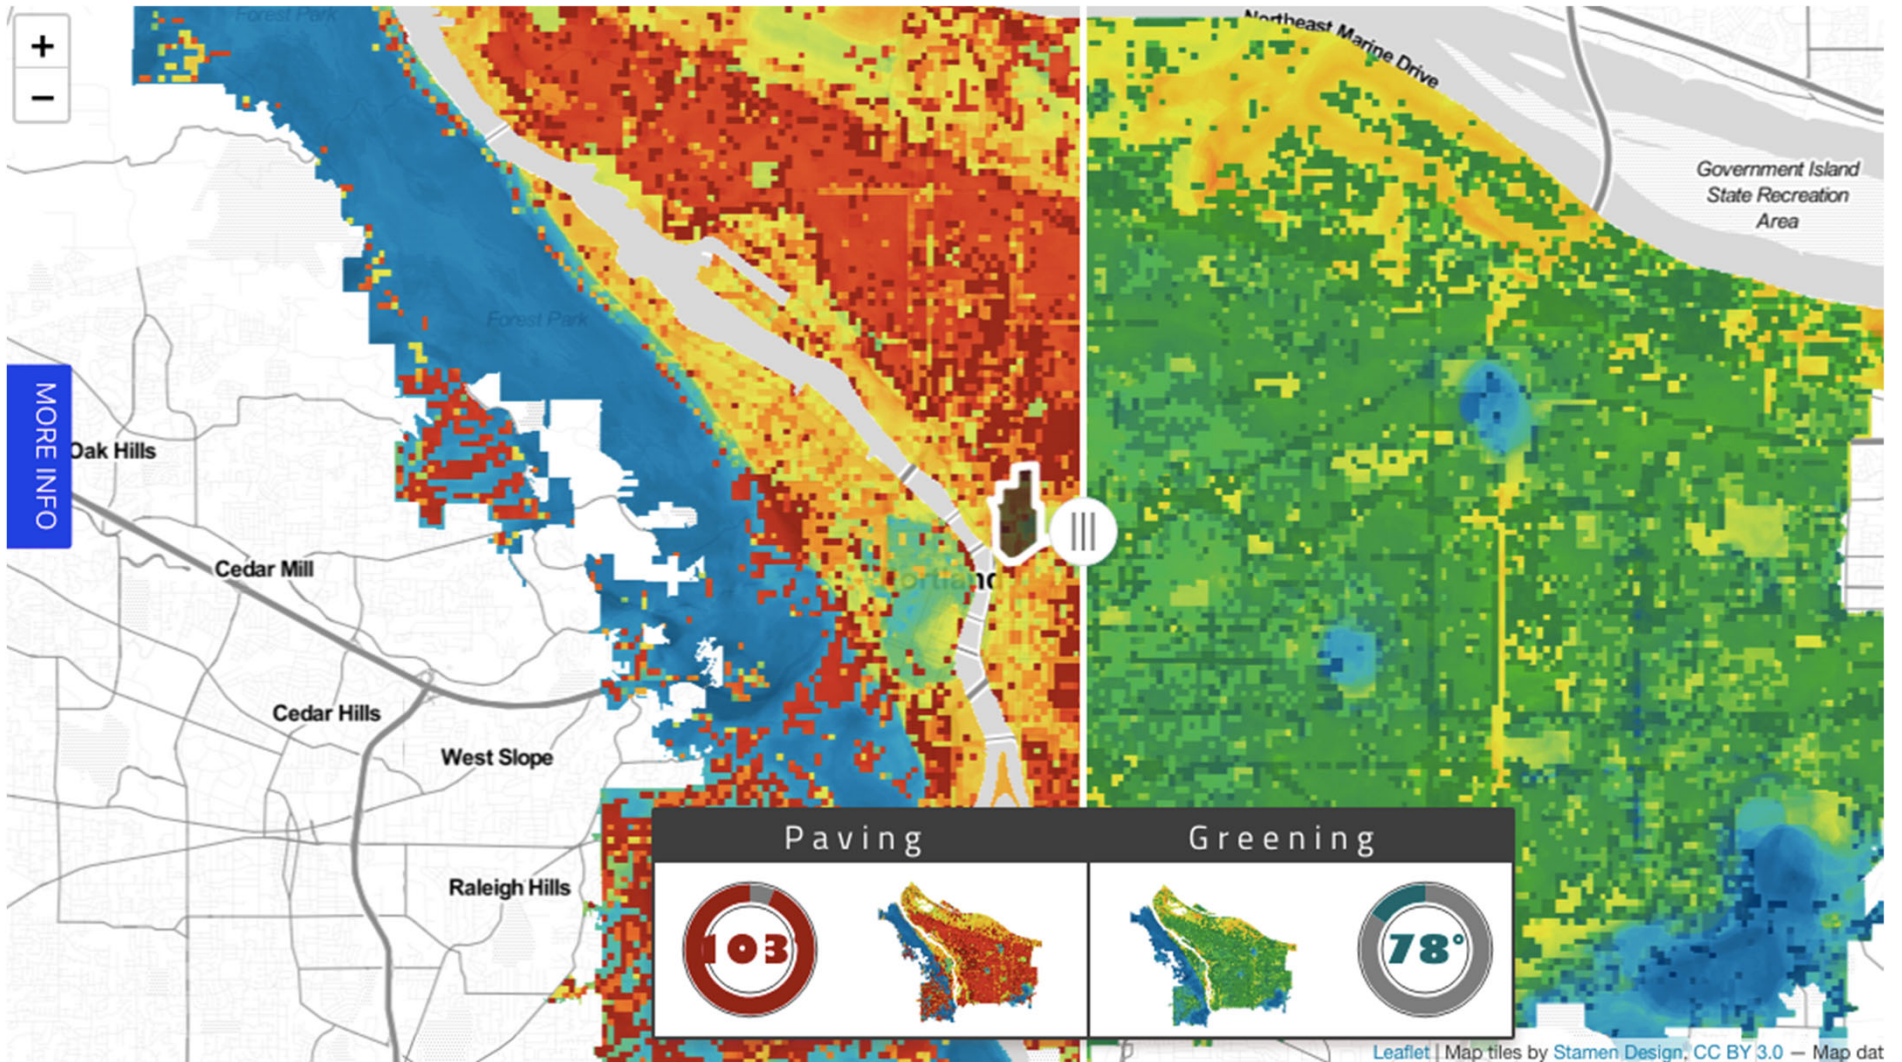 Forest Park
Northeast Marine Drive
+
−
Government Island
State Recreation
Area
Forest Park
MORE INFO
Oak Hills
Cedar Mill
Portland
Cedar Hills
West Slope
Raleigh Hills
Paving
Greening
103
78°
Leaflet | Map tiles by Stamen Design, CC BY 3.0 — Map dat